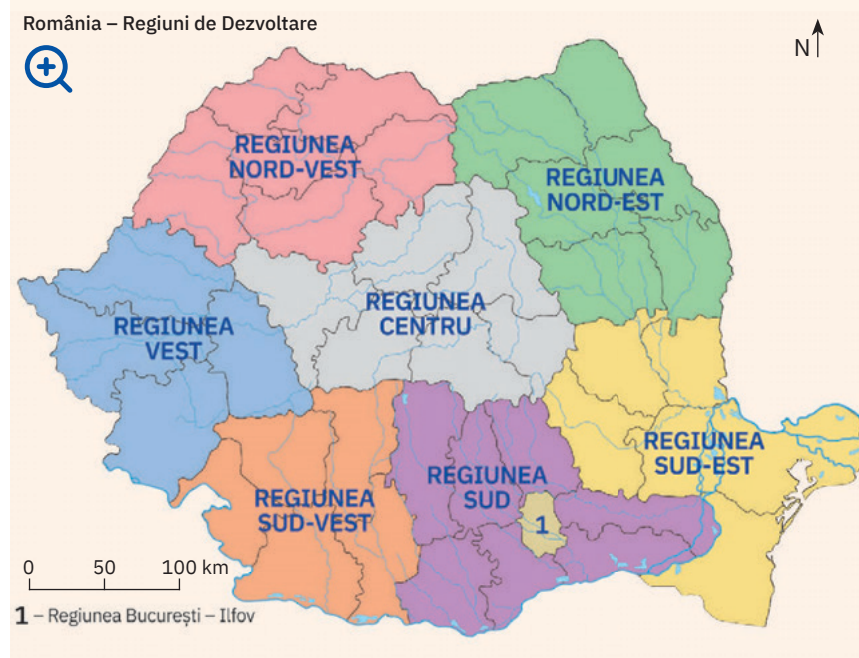 România – Regiuni de Dezvoltare
N
REGIUNEA
NORD-VEST
REGIUNEA
NORD-EST
REGIUNEA
CENTRU
REGIUNEA
VEST
REGIUNEA
SUD-EST
REGIUNEA
SUD
REGIUNEA
SUD-VEST
1
0 50 100 km
1 – Regiunea București – Ilfov